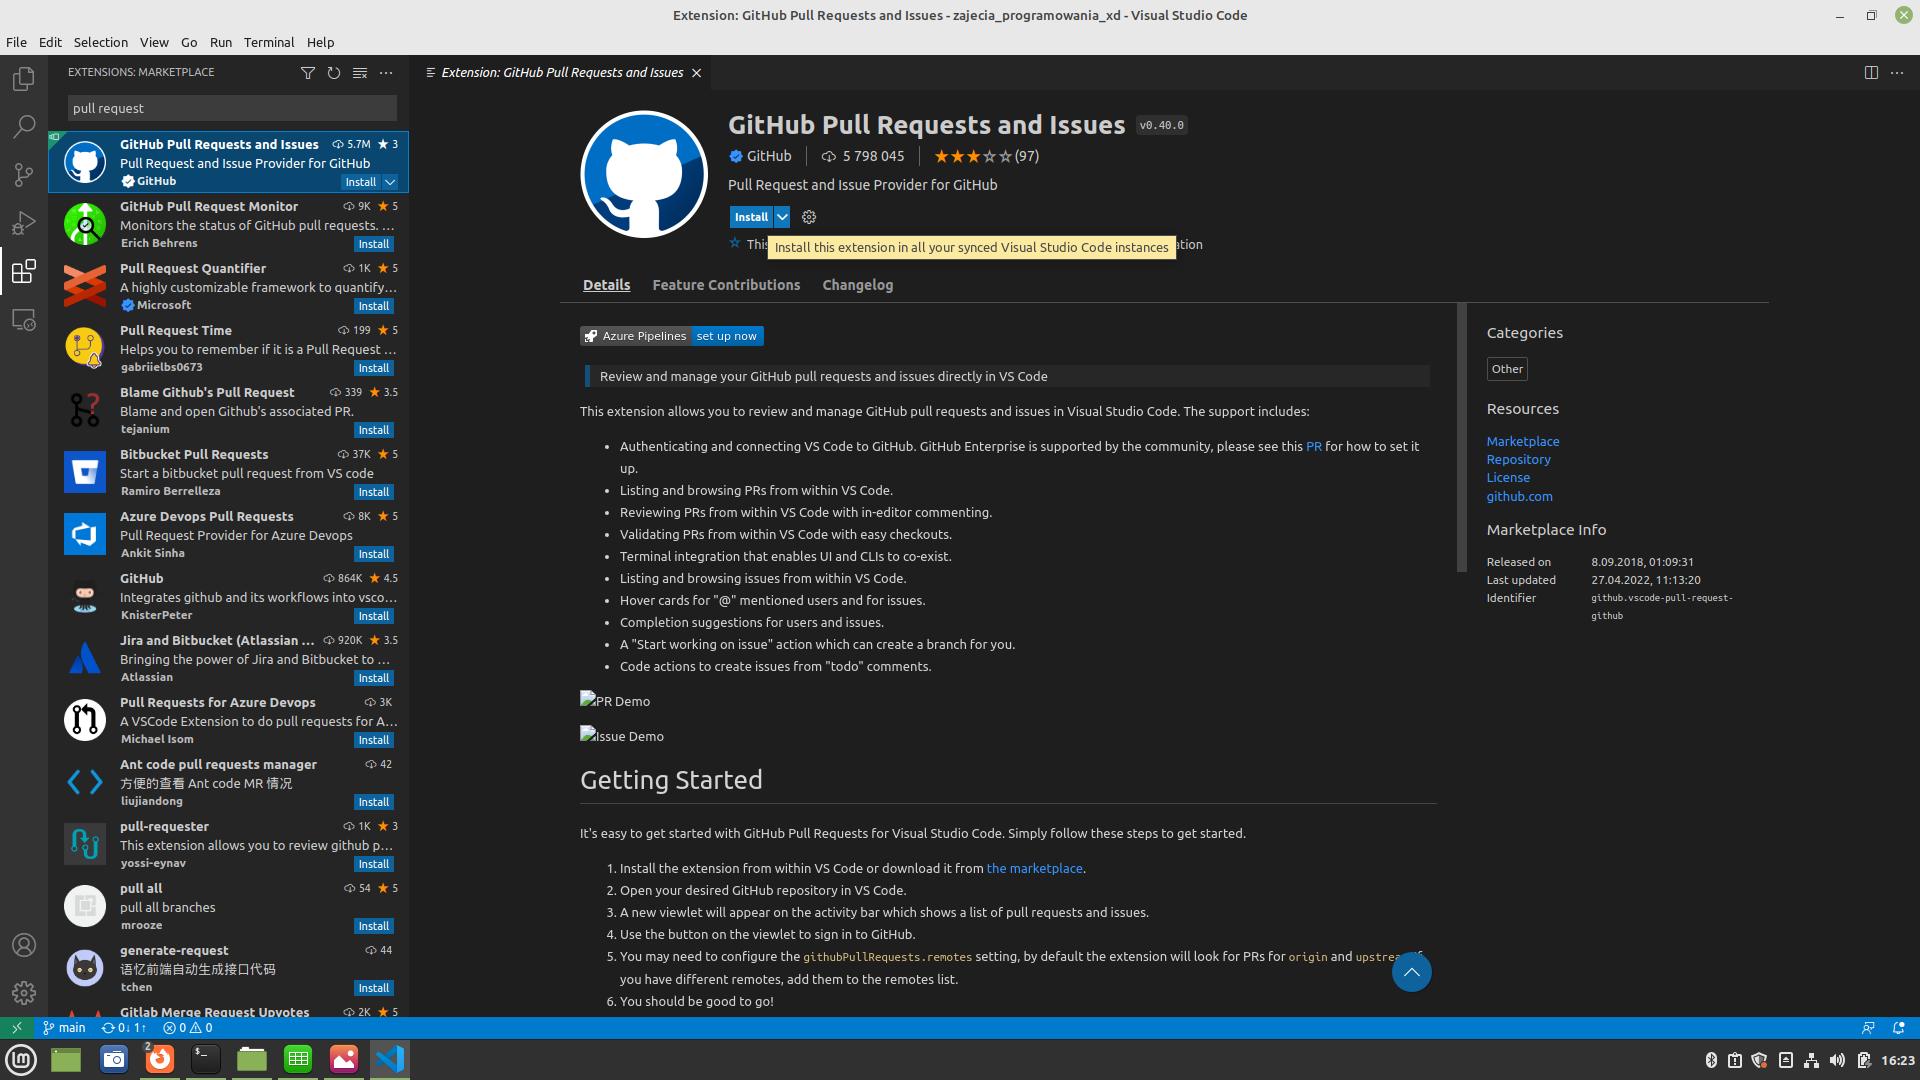 Extension: GitHub Pull Requests and Issues - zajecia_programowania_xd - Visual Studio Code
File Edit Selection View Go Run Terminal Help
EXTENSIONS: MARKETPLACE
pull request
GitHub Pull Requests and Issues 5.7M 3
Pull Request and Issue Provider for GitHub
GitHub Install
GitHub Pull Request Monitor 9K 5
Monitors the status of GitHub pull requests. ...
Erich Behrens Install
Pull Request Quantifier 1K 5
A highly customizable framework to quantify...
Microsoft Install
Pull Request Time 199 5
Helps you to remember if it is a Pull Request ...
gabriielbs0673 Install
Blame Github's Pull Request 339 3.5
Blame and open Github's associated PR.
tejanium Install
Bitbucket Pull Requests 37K 5
Start a bitbucket pull request from VS code
Ramiro Berrelleza Install
Azure Devops Pull Requests 8K 5
Pull Request Provider for Azure Devops
Ankit Sinha Install
GitHub 864K 4.5
Integrates github and its workflows into vsco...
KnisterPeter Install
Jira and Bitbucket (Atlassian ... 920K 3.5
Bringing the power of Jira and Bitbucket to ...
Atlassian Install
Pull Requests for Azure Devops 3K
A VSCode Extension to do pull requests for A...
Michael Isom Install
Ant code pull requests manager 42
方便的查看 Ant code MR 情况
liujiandong Install
pull-requester 1K 3
This extension allows you to review github p...
yossi-eynav Install
pull all 54 5
pull all branches
mrooze Install
generate-request 44
语忆前端自动生成接口代码
tchen Install
Gitlab Merge Request Upvotes 2K 5
Extension: GitHub Pull Requests and Issues
GitHub Pull Requests and Issues v0.40.0
GitHub 5 798 045 (97)
Pull Request and Issue Provider for GitHub
Install
This
Install this extension in all your synced Visual Studio Code instances
ation
Details Feature Contributions Changelog
Azure Pipelines set up now
Review and manage your GitHub pull requests and issues directly in VS Code
This extension allows you to review and manage GitHub pull requests and issues in Visual Studio Code. The support includes:
• Authenticating and connecting VS Code to GitHub. GitHub Enterprise is supported by the community, please see this PR for how to set it
up.
• Listing and browsing PRs from within VS Code.
• Reviewing PRs from within VS Code with in-editor commenting.
• Validating PRs from within VS Code with easy checkouts.
• Terminal integration that enables UI and CLIs to co-exist.
• Listing and browsing issues from within VS Code.
• Hover cards for "@" mentioned users and for issues.
• Completion suggestions for users and issues.
• A "Start working on issue" action which can create a branch for you.
• Code actions to create issues from "todo" comments.
PR Demo
Issue Demo
Getting Started
It's easy to get started with GitHub Pull Requests for Visual Studio Code. Simply follow these steps to get started.
1. Install the extension from within VS Code or download it from the marketplace.
2. Open your desired GitHub repository in VS Code.
3. A new viewlet will appear on the activity bar which shows a list of pull requests and issues.
4. Use the button on the viewlet to sign in to GitHub.
5. You may need to configure the githubPullRequests.remotes setting, by default the extension will look for PRs for origin and
you have different remotes, add them to the remotes list.
6. You should be good to go!
Categories
Other
Resources
Marketplace
Repository
License
github.com
Marketplace Info
Released on 8.09.2018, 01:09:31
Last updated 27.04.2022, 11:13:20
Identifier github.vscode-pull-request-
github
main 0↓ 1↑ 0 0
2
$_
lm
16:23